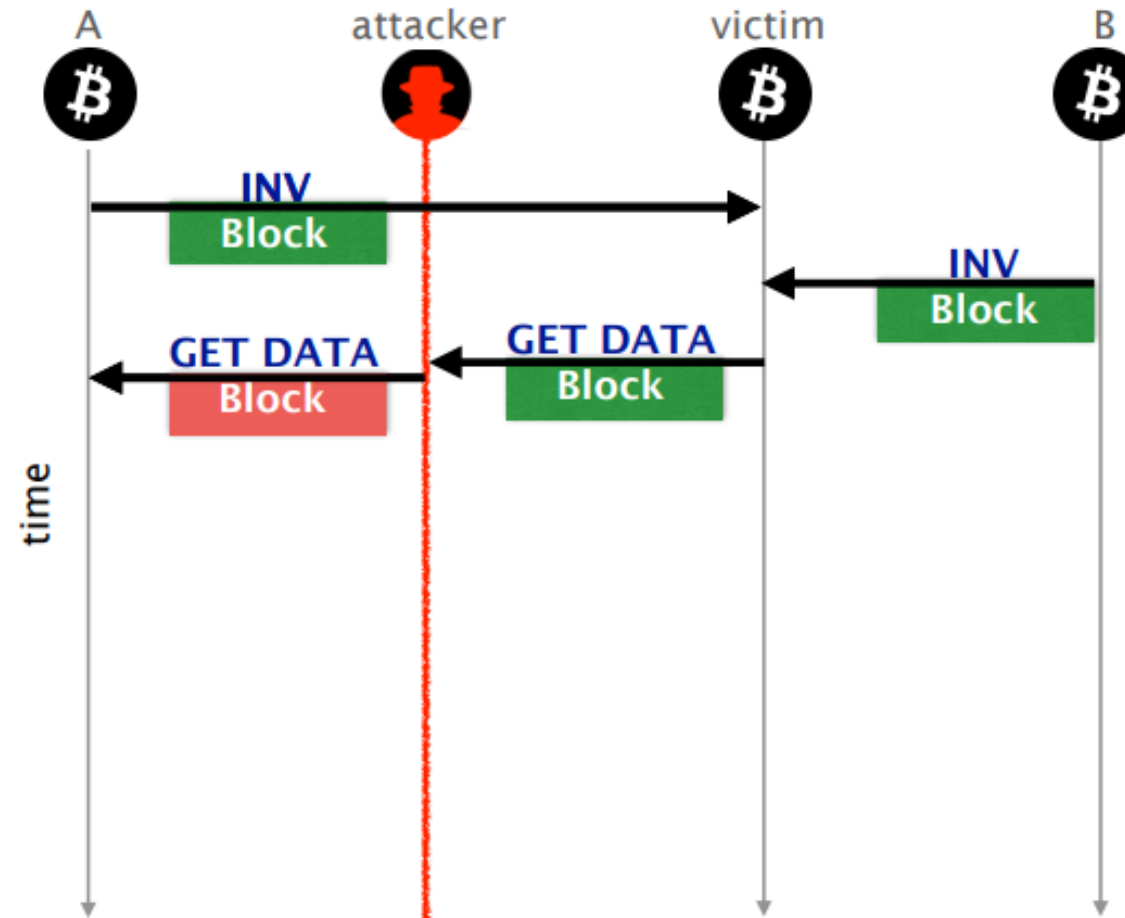 A
attacker
victim
B
INV
Block
INV
Block
GET DATA
Block
GET DATA
Block
time